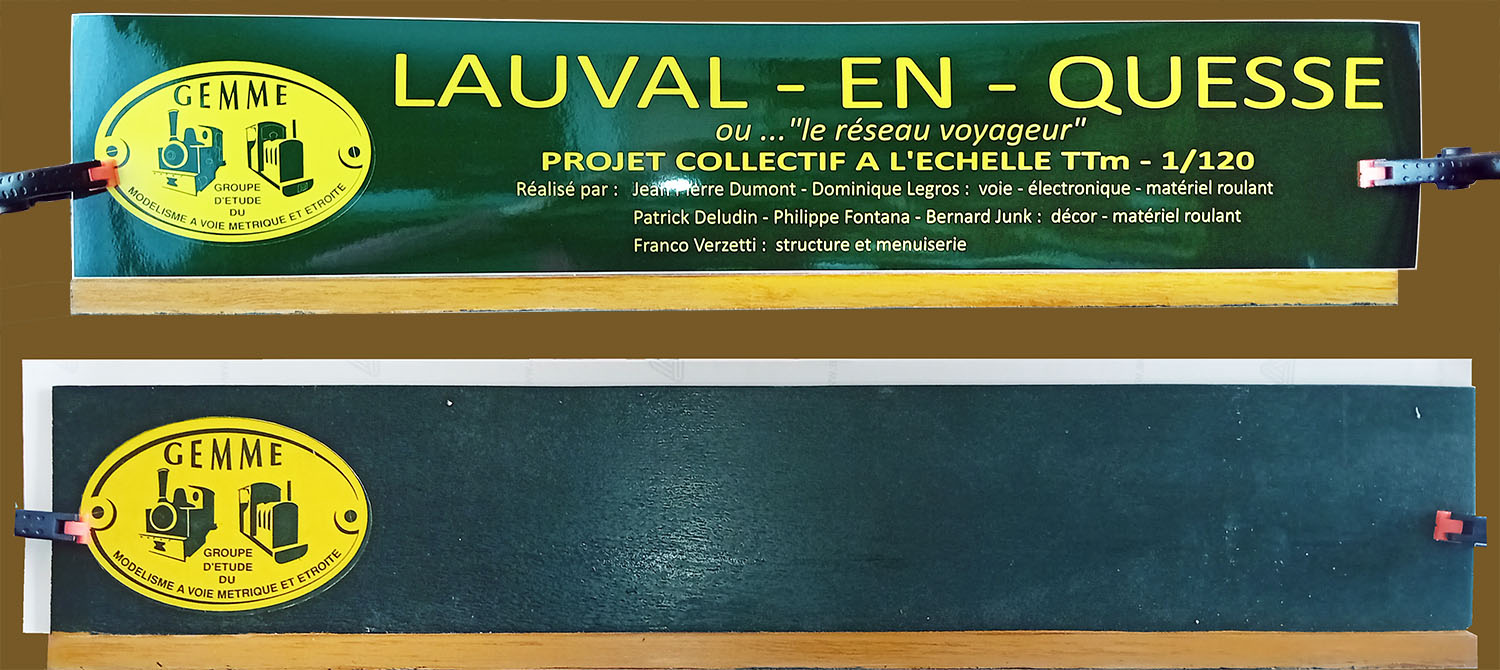 GEMME
GROUPE
D'ETUDE
DU
MODELISME A VOIE METRIQUE ET ETROITE
LAUVAL - EN - QUESSE
ou ..."le réseau voyageur"
PROJET COLLECTIF A L'ECHELLE TTm - 1/120
Réalisé par : Jean-Pierre Dumont - Dominique Legros : voie - électronique - matériel roulant
Patrick Deludin - Philippe Fontana - Bernard Junk : décor - matériel roulant
Franco Verzetti : structure et menuiserie
GEMME
GROUPE
D'ETUDE
DU
MODELISME A VOIE METRIQUE ET ETROITE